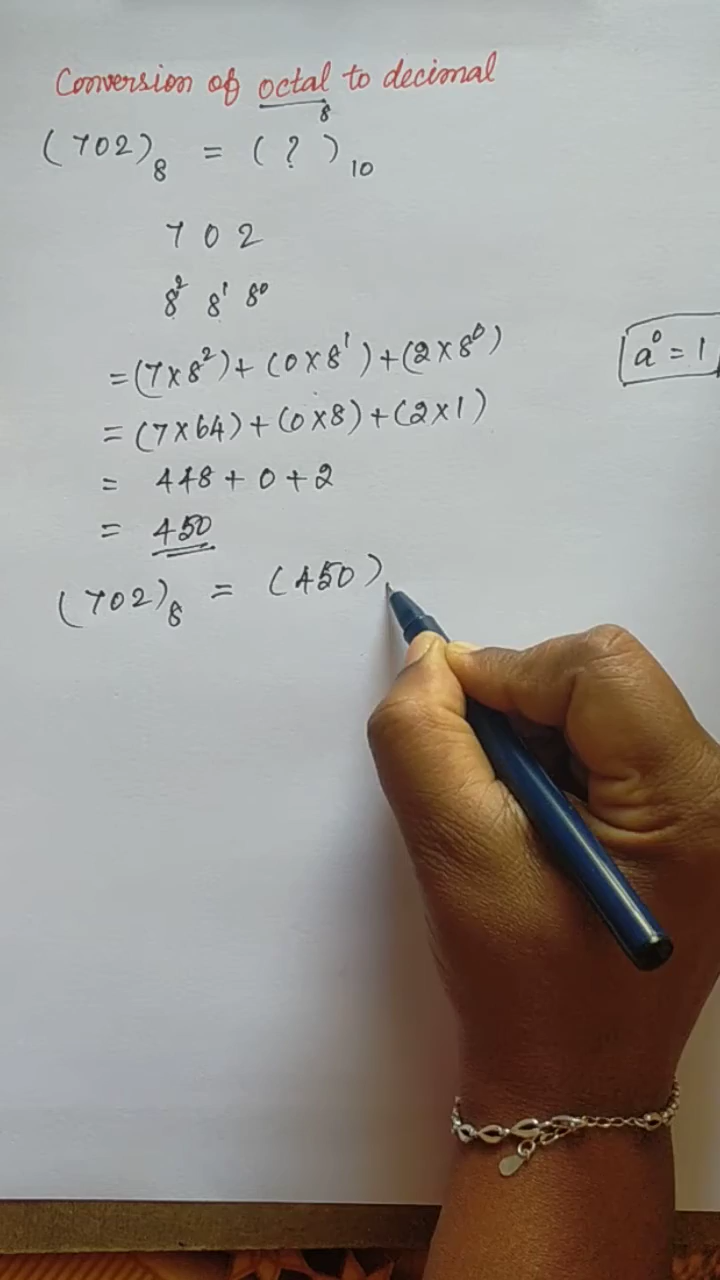 Conversion of octal to decimal
8
(702)₈ = (?)₁₀
7 0 2
8² 8¹ 8⁰
=(7×8²)+(0×8¹)+(2×8⁰)
a⁰ = 1
=(7×64)+(0×8)+(2×1)
= 448+0+2
= 450
(702)₈ = (450)